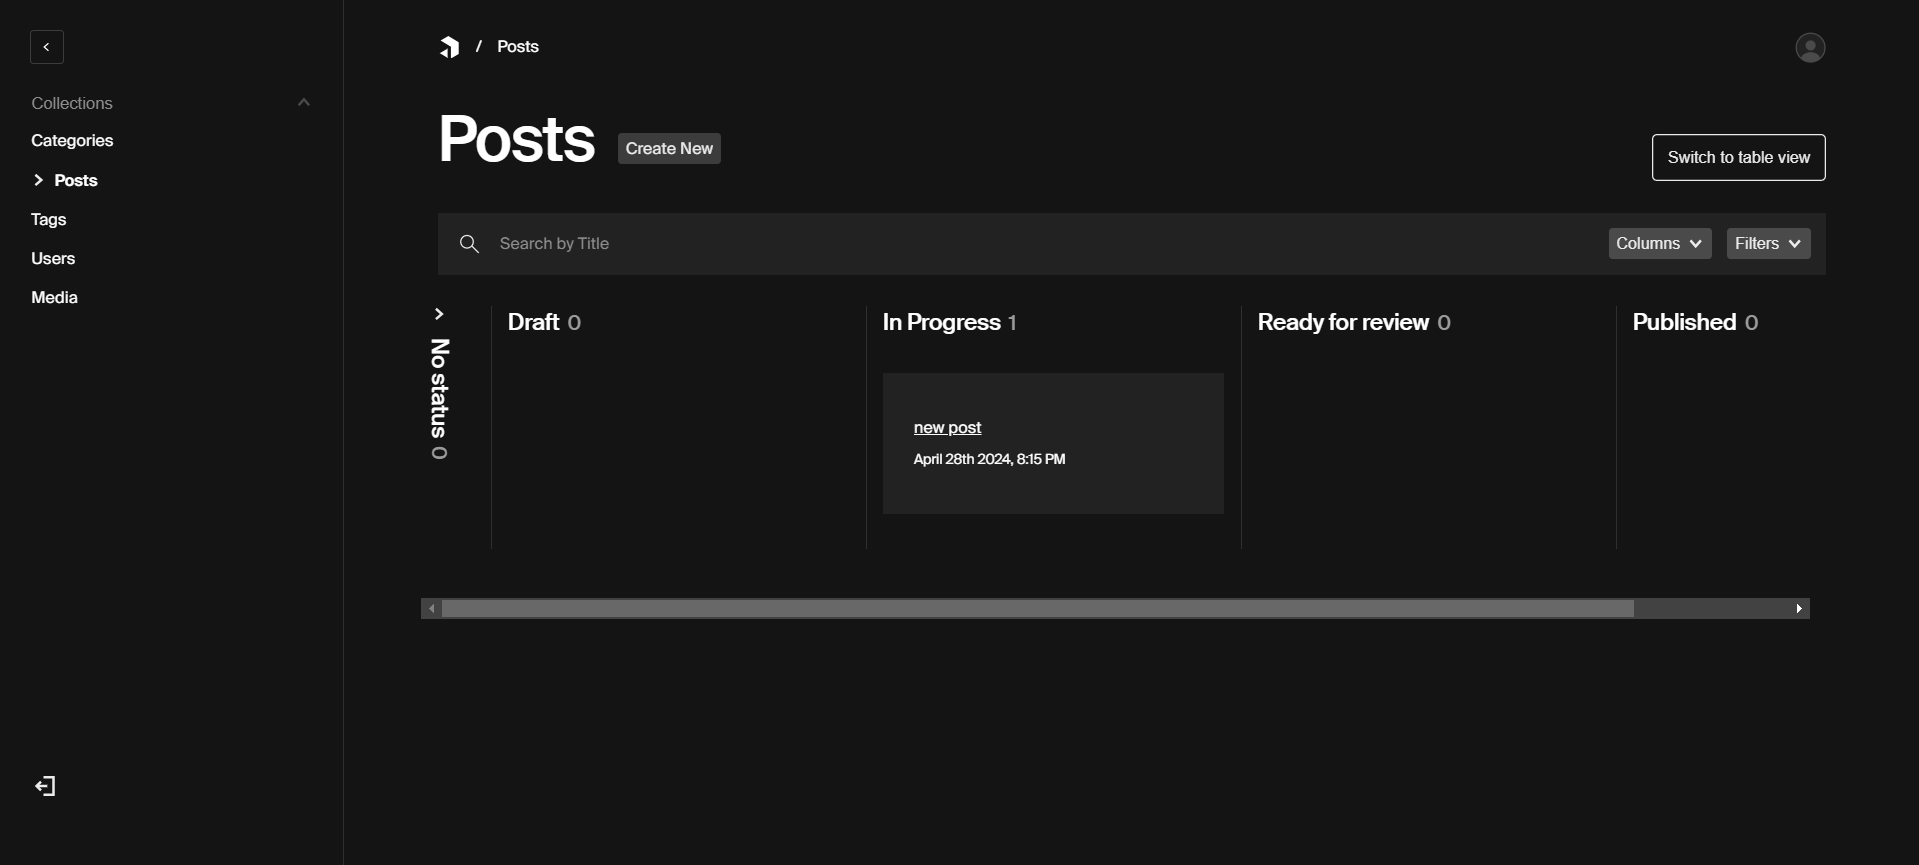 Collections
Categories
Posts
Tags
Users
Media
/ Posts
Posts
Create New
Switch to table view
Search by Title
Columns
Filters
No status 0
Draft 0
In Progress 1
new post
April 28th 2024, 8:15 PM
Ready for review 0
Published 0